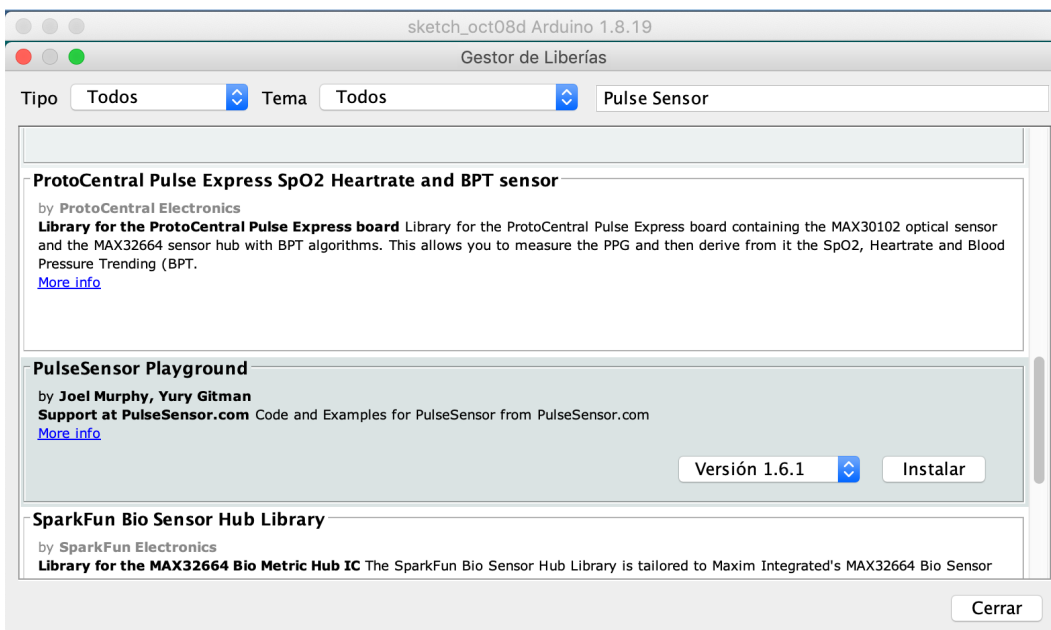 sketch_oct08d Arduino 1.8.19
Gestor de Liberías
Tipo Todos Tema Todos Pulse Sensor
ProtoCentral Pulse Express SpO2 Heartrate and BPT sensor
by ProtoCentral Electronics
Library for the ProtoCentral Pulse Express board Library for the ProtoCentral Pulse Express board containing the MAX30102 optical sensor
and the MAX32664 sensor hub with BPT algorithms. This allows you to measure the PPG and then derive from it the SpO2, Heartrate and Blood
Pressure Trending (BPT.
More info
PulseSensor Playground
by Joel Murphy, Yury Gitman
Support at PulseSensor.com Code and Examples for PulseSensor from PulseSensor.com
More info
Versión 1.6.1 Instalar
SparkFun Bio Sensor Hub Library
by SparkFun Electronics
Library for the MAX32664 Bio Metric Hub IC The SparkFun Bio Sensor Hub Library is tailored to Maxim Integrated's MAX32664 Bio Sensor
Cerrar